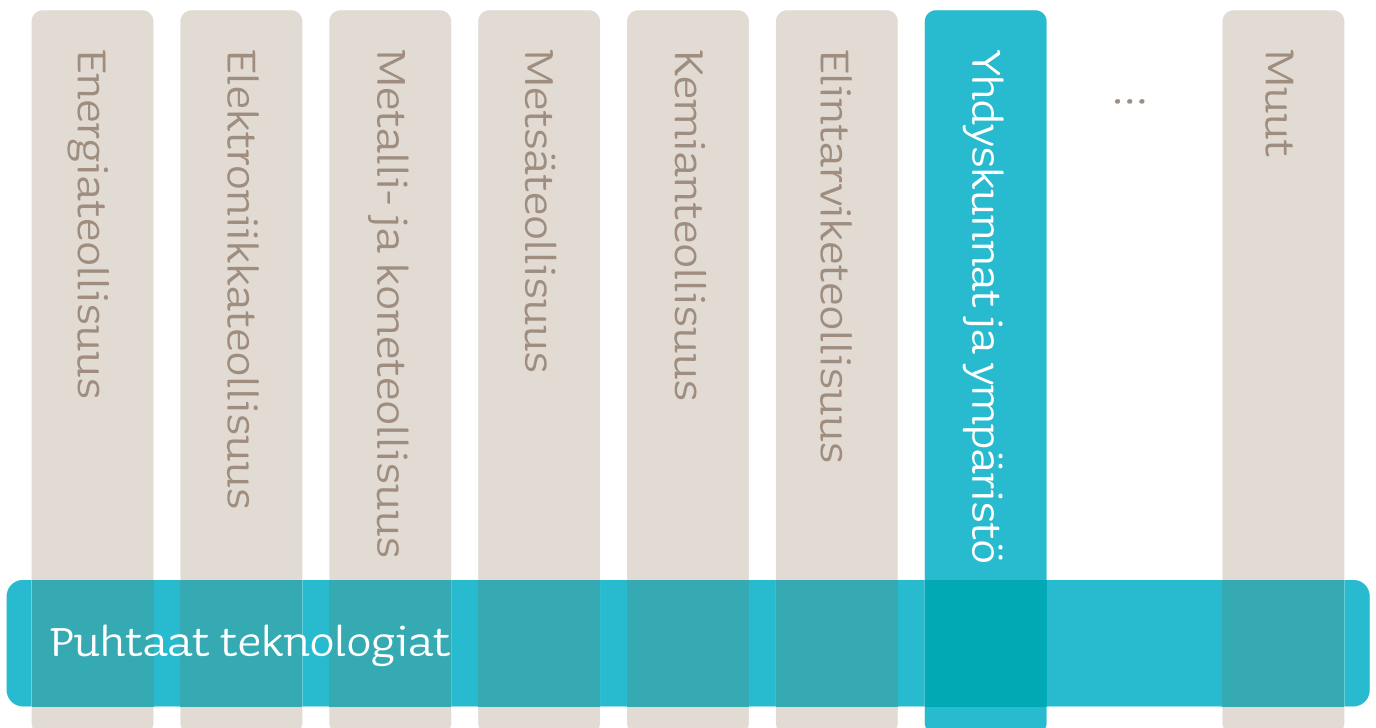 Energiateollisuus
Elektroniikkateollisuus
Metalli- ja koneteollisuus
Metsäteollisuus
Kemianteollisuus
Elintarviketeollisuus
Yhdyskunnat ja ympäristö
...
Muut
Puhtaat teknologiat